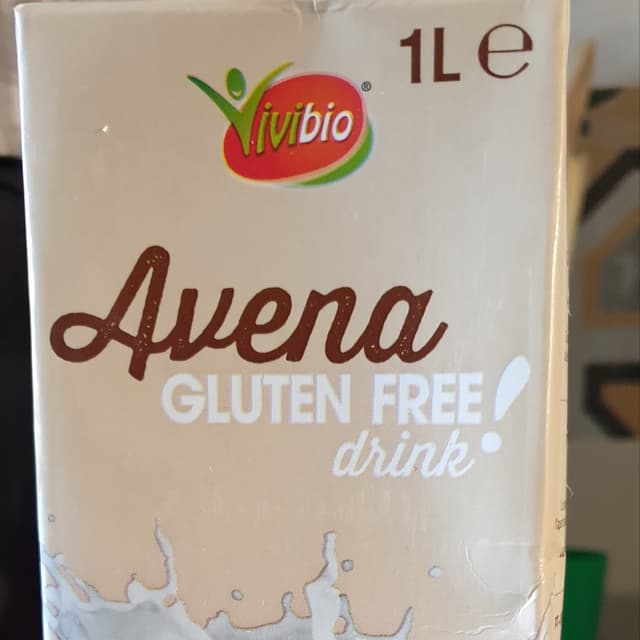 1L ℮
Vivibio®
Avena
GLUTEN FREE
drink!